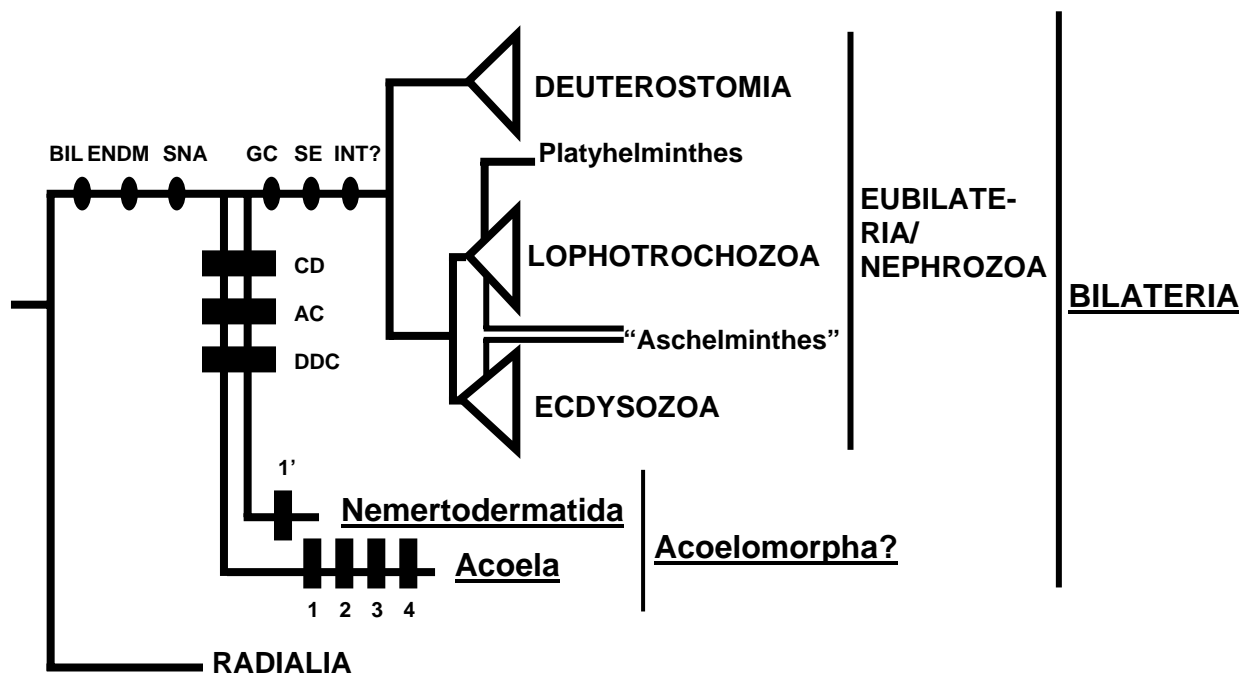 DEUTEROSTOMIA
BIL ENDM SNA GC SE INT?
Platyhelminthes
EUBILATE-
RIA/
NEPHROZOA
LOPHOTROCHOZOA
CD
BILATERIA
AC
“Aschelminthes”
DDC
ECDYSOZOA
1’
Nemertodermatida
Acoelomorpha?
Acoela
1 2 3 4
RADIALIA